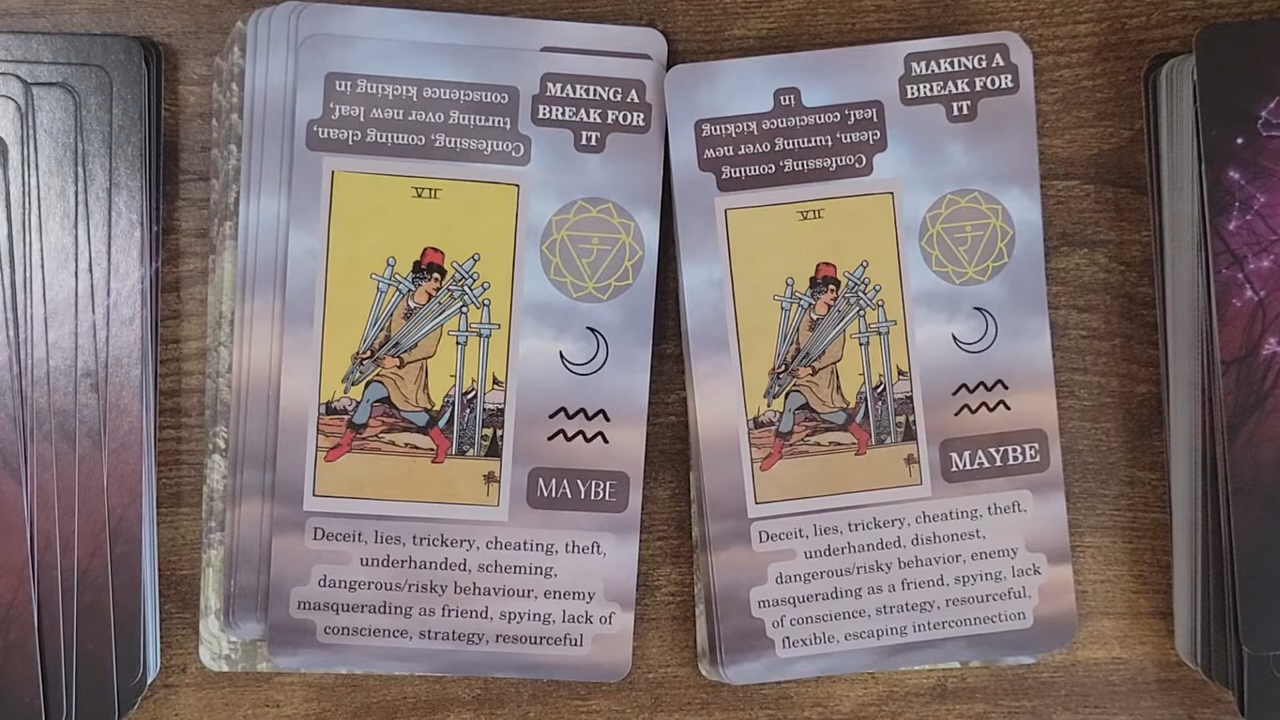 Confessing, coming clean,
turning over new leaf,
conscience kicking in
MAKING A
BREAK FOR
IT
VII
MAYBE
Deceit, lies, trickery, cheating, theft,
underhanded, scheming,
dangerous/risky behaviour, enemy
masquerading as friend, spying, lack of
conscience, strategy, resourceful
Confessing, coming
clean, turning over new
leaf, conscience kicking
in
MAKING A
BREAK FOR
IT
VII
MAYBE
Deceit, lies, trickery, cheating, theft,
underhanded, dishonest,
dangerous/risky behavior, enemy
masquerading as a friend, spying, lack
of conscience, strategy, resourceful,
flexible, escaping interconnection